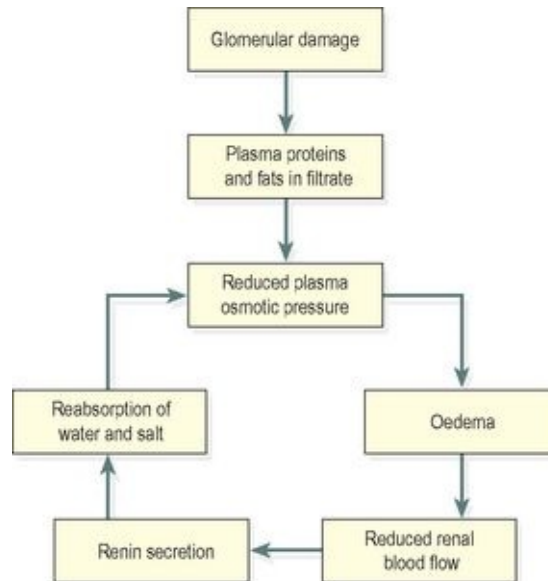 Glomerular damage
Plasma proteins
and fats in filtrate
Reduced plasma
osmotic pressure
Reabsorption of
water and salt
Oedema
Renin secretion
Reduced renal
blood flow